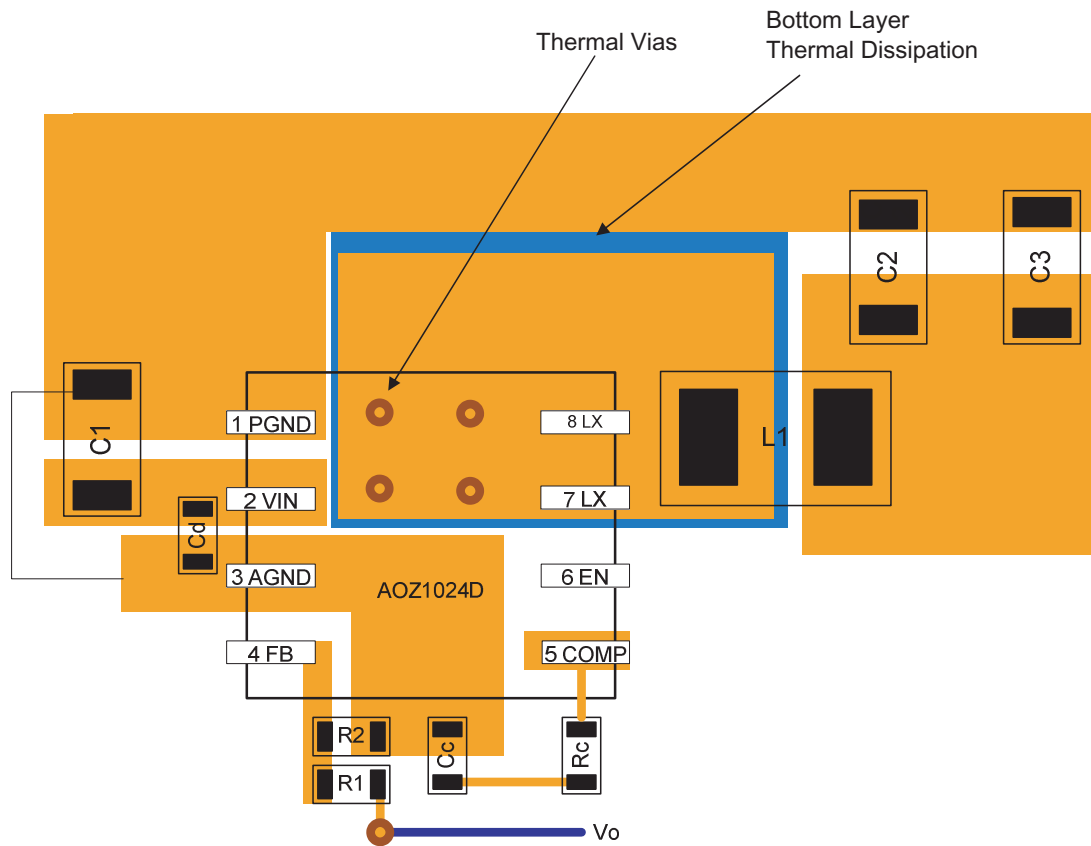 Bottom Layer
Thermal Dissipation
Thermal Vias
C2
C3
C1
1 PGND
8 LX
L1
2 VIN
7 LX
Cd
3 AGND
6 EN
AOZ1024D
4 FB
5 COMP
R2
Cc
Rc
R1
Vo